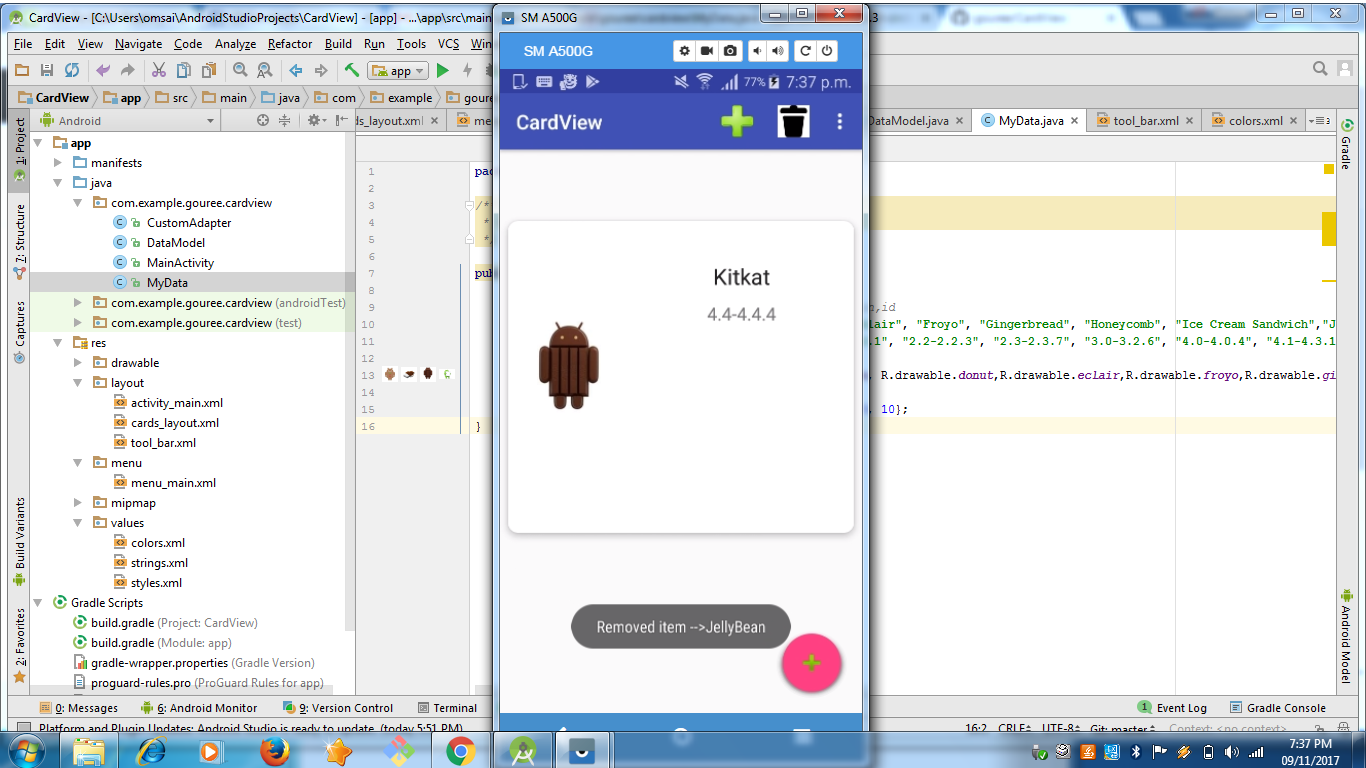 CardView - [C:\Users\omsai\AndroidStudioProjects\CardView] - [app] - ...\app\src\main
File Edit View Navigate Code Analyze Refactor Build Run Tools VCS Win
app
CardView app src main java com example goure
Android
ds_layout.xml
me
DataModel.java
MyData.java
tool_bar.xml
colors.xml
SM A500G
SM A500G
77% 7:37 p.m.
CardView
Kitkat
4.4-4.4.4
Removed item -->JellyBean
1: Project
7: Structure
Captures
Build Variants
2: Favorites
app
manifests
java
com.example.gouree.cardview
CustomAdapter
DataModel
MainActivity
MyData
com.example.gouree.cardview (androidTest)
com.example.gouree.cardview (test)
res
drawable
layout
activity_main.xml
cards_layout.xml
tool_bar.xml
menu
menu_main.xml
mipmap
values
colors.xml
strings.xml
styles.xml
Gradle Scripts
build.gradle (Project: CardView)
build.gradle (Module: app)
gradle-wrapper.properties (Gradle Version)
proguard-rules.pro (ProGuard Rules for app)
1 pac
2
3 /*
4 *
5 *
6
7 pub
8
9 n,id
10 lair", "Froyo", "Gingerbread", "Honeycomb", "Ice Cream Sandwich","J
11 .1", "2.2-2.2.3", "2.3-2.3.7", "3.0-3.2.6", "4.0-4.0.4", "4.1-4.3.1
12
13 , R.drawable.donut,R.drawable.eclair,R.drawable.froyo,R.drawable.gi
14
15 , 10};
16 }
Gradle
Android Model
0: Messages 6: Android Monitor 9: Version Control Terminal
1 Event Log Gradle Console
Platform and Plugin Updates: Android Studio is ready to update. (today 5:51 PM)
16:2 CRLF UTF-8 Git: master Context: <no context>
7:37 PM
09/11/2017